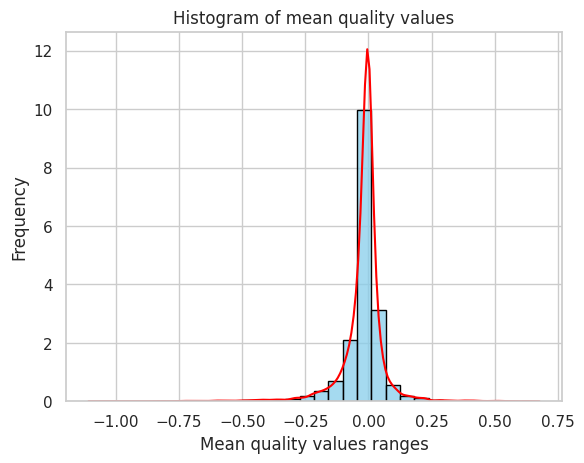 Histogram of mean quality values
12
10
8
6
4
2
0
Frequency
−1.00 −0.75 −0.50 −0.25 0.00 0.25 0.50 0.75
Mean quality values ranges